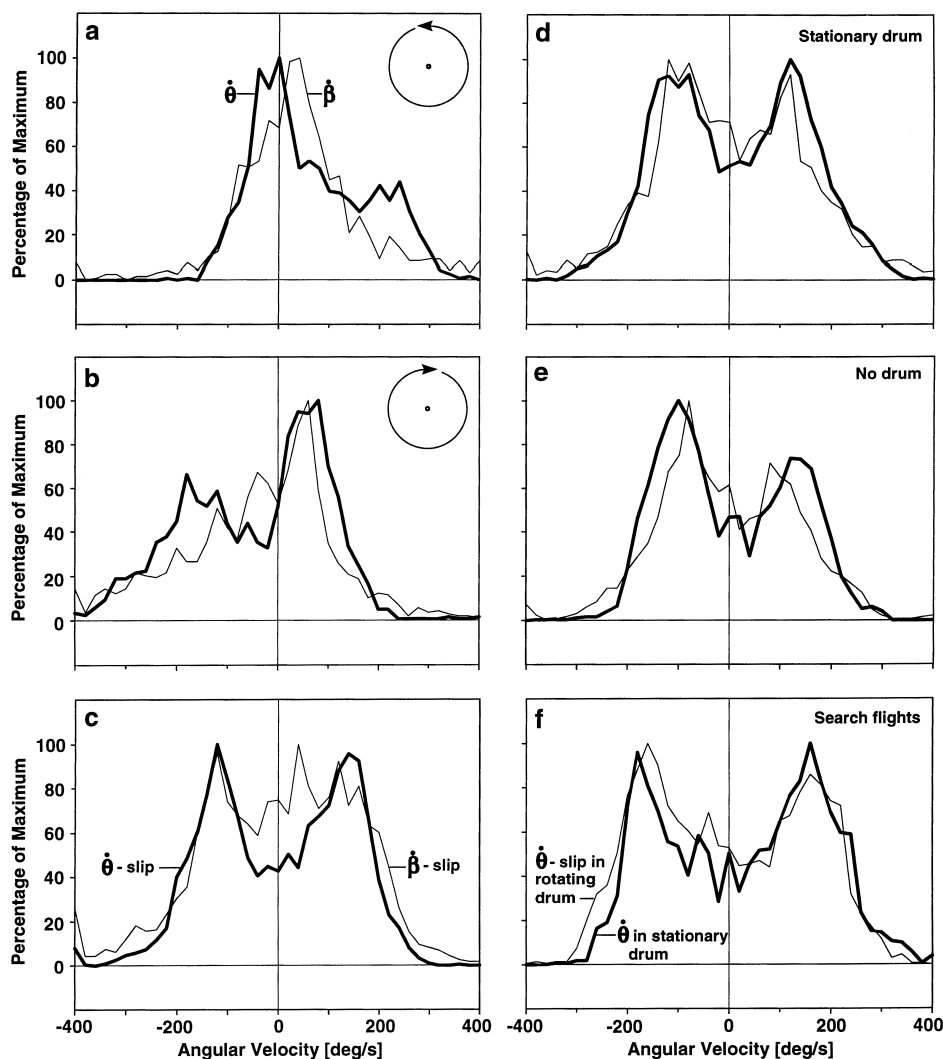 a
Percentage of Maximum
100
80
60
40
20
0
θ̇
β̇
d
Stationary drum
b
Percentage of Maximum
100
80
60
40
20
0
e
No drum
c
Percentage of Maximum
100
80
60
40
20
0
θ̇ - slip
β̇ - slip
-400 -200 0 200 400
Angular Velocity [deg/s]
f
Search flights
θ̇ - slip in
rotating
drum
θ̇ in stationary
drum
-400 -200 0 200 400
Angular Velocity [deg/s]